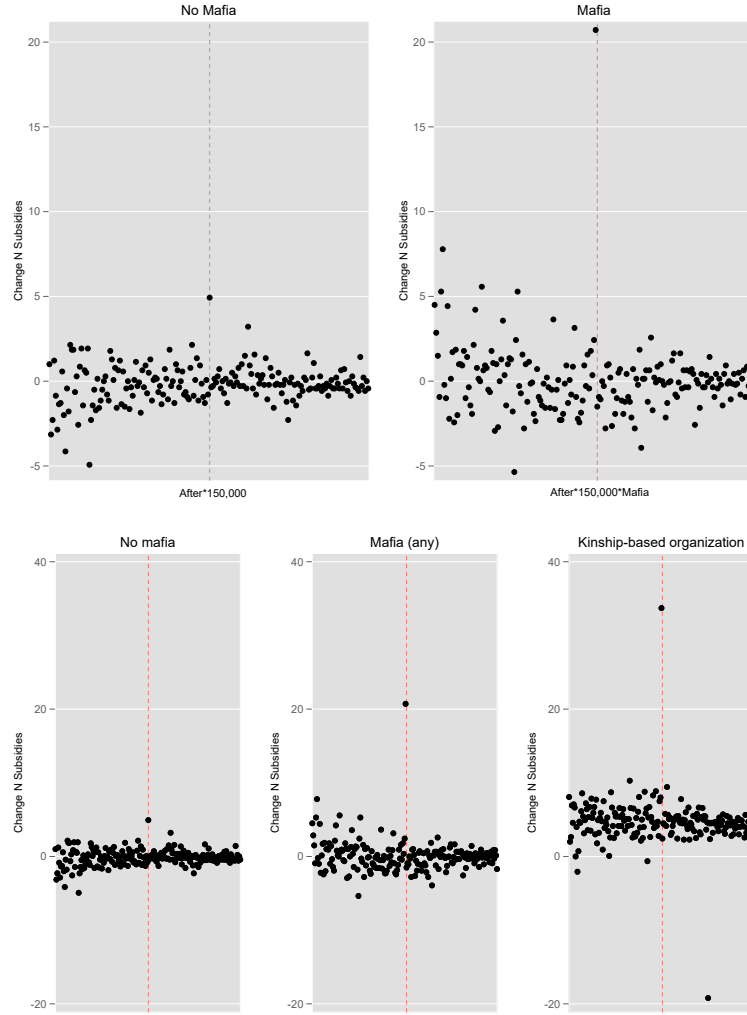 No Mafia
Mafia
Change N Subsidies
20
15
10
5
0
-5
After*150,000
Change N Subsidies
20
15
10
5
0
-5
After*150,000*Mafia
No mafia
Mafia (any)
Kinship-based organization
Change N Subsidies
40
20
0
-20
Change N Subsidies
40
20
0
-20
Change N Subsidies
40
20
0
-20